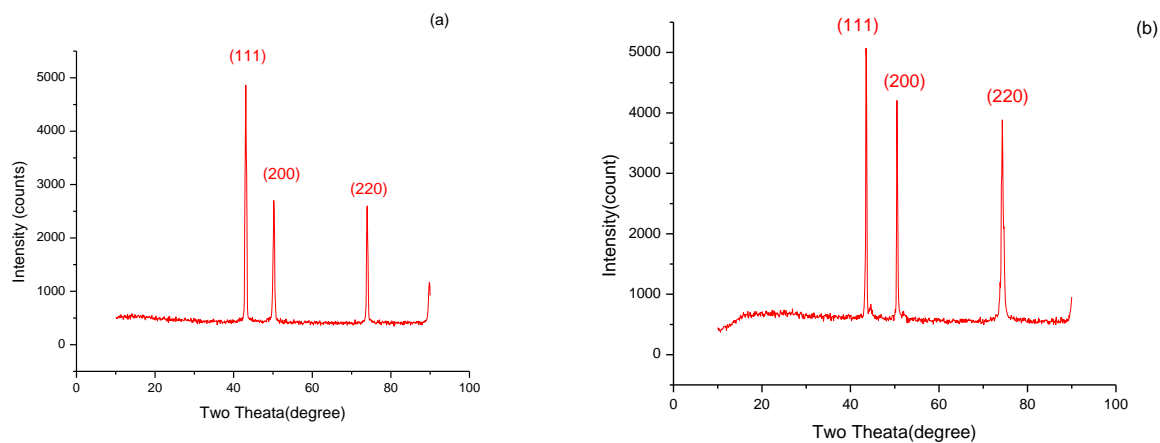 (a)
(111)
(200)
(220)
5000
4000
3000
2000
1000
0
Intensity (counts)
0 20 40 60 80 100
Two Theata(degree)
(b)
(111)
(200)
(220)
5000
4000
3000
2000
1000
0
Intensity(count)
0 20 40 60 80 100
Two Theata(degree)